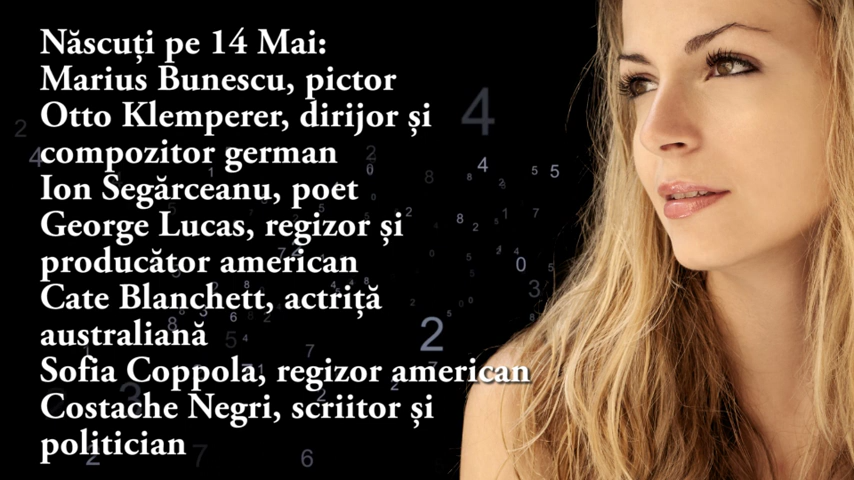 Născuți pe 14 Mai:
Marius Bunescu, pictor
Otto Klemperer, dirijor și
compozitor german
Ion Segărceanu, poet
George Lucas, regizor și
producător american
Cate Blanchett, actriță
australiană
Sofia Coppola, regizor american
Costache Negri, scriitor și
politician